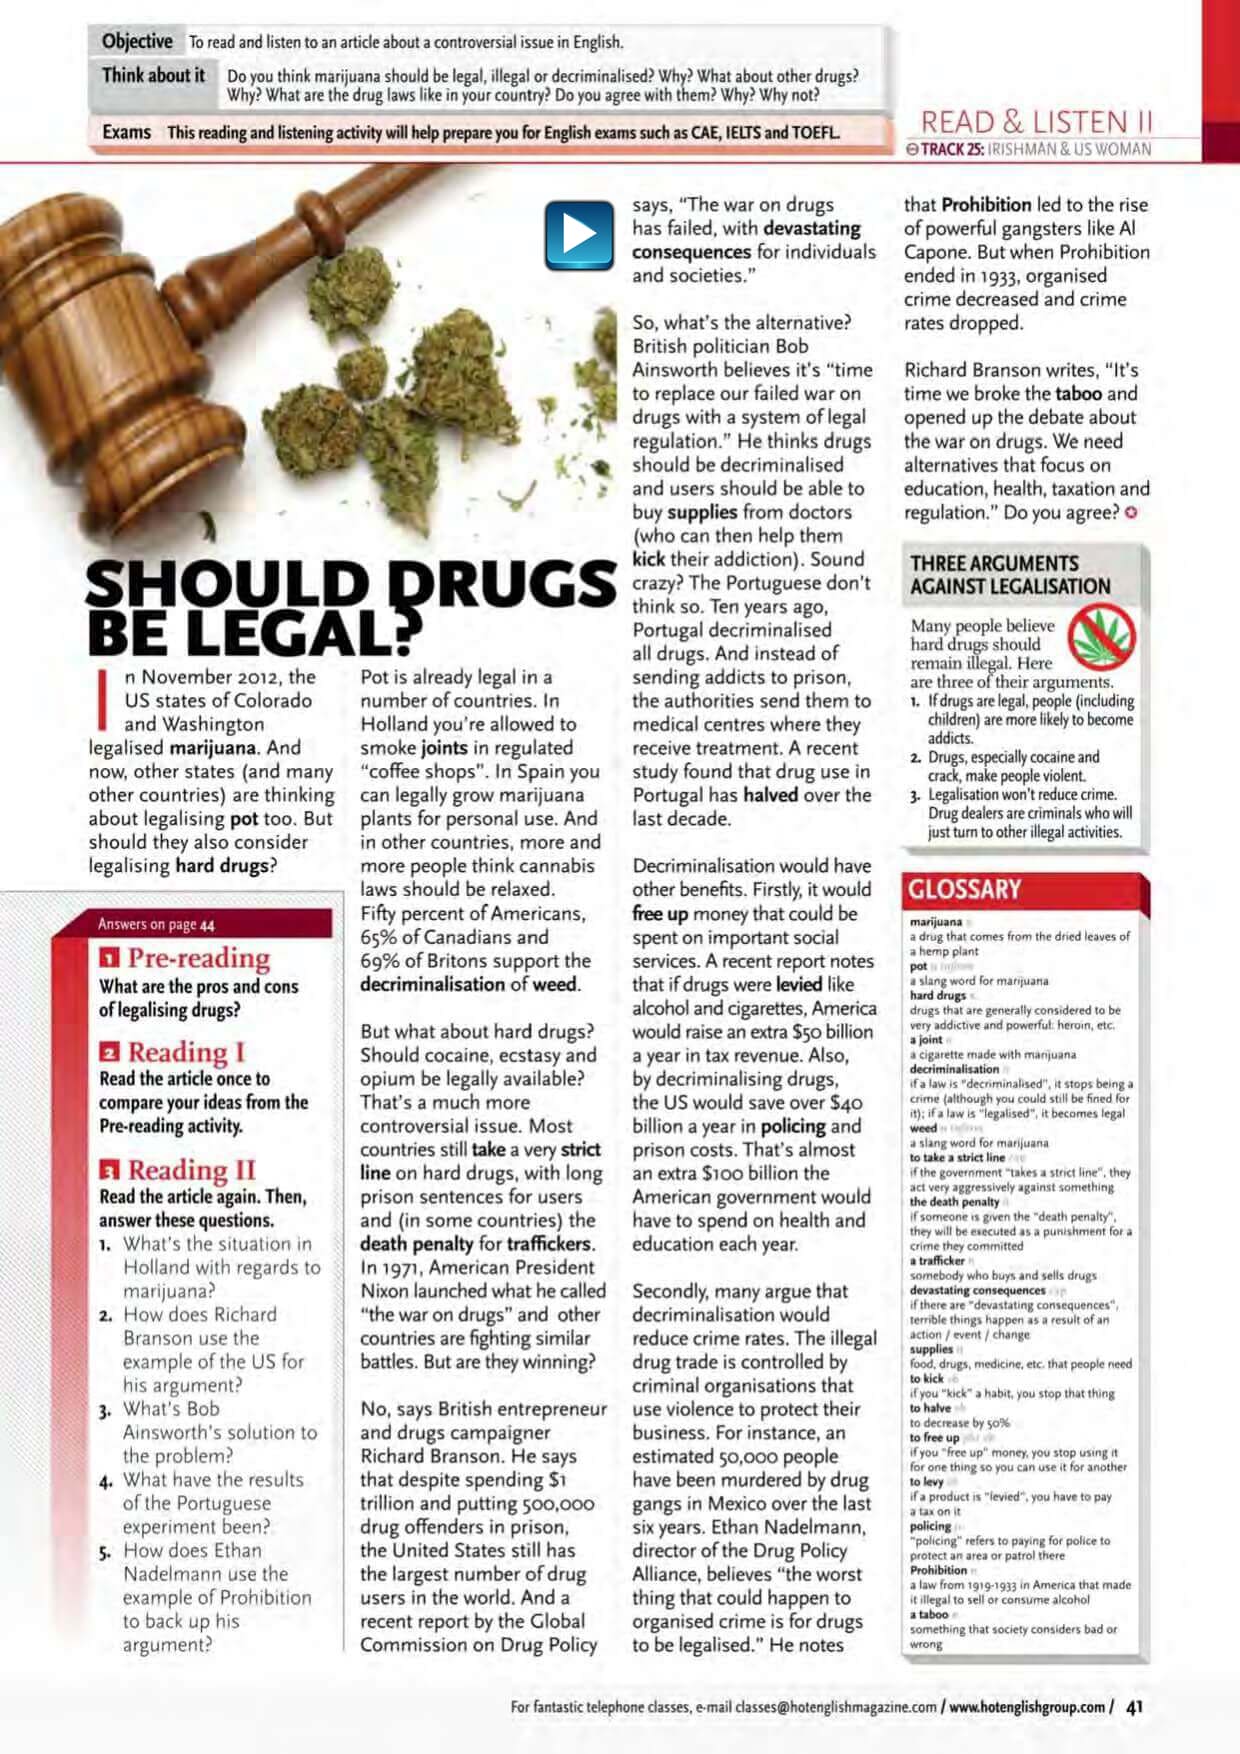 Objective To read and listen to an article about a controversial issue in English.
Think about it Do you think marijuana should be legal, illegal or decriminalised? Why? What about other drugs?
Why? What are the drug laws like in your country? Do you agree with them? Why? Why not?
Exams This reading and listening activity will help prepare you for English exams such as CAE, IELTS and TOEFL.
READ & LISTEN II
TRACK 25: IRISHMAN & US WOMAN
SHOULD DRUGS
BE LEGAL?
In November 2012, the
US states of Colorado
and Washington
legalised marijuana. And
now, other states (and many
other countries) are thinking
about legalising pot too. But
should they also consider
legalising hard drugs?
Answers on page 44
1 Pre-reading
What are the pros and cons
of legalising drugs?
2 Reading I
Read the article once to
compare your ideas from the
Pre-reading activity.
3 Reading II
Read the article again. Then,
answer these questions.
1. What's the situation in
Holland with regards to
marijuana?
2. How does Richard
Branson use the
example of the US for
his argument?
3. What's Bob
Ainsworth's solution to
the problem?
4. What have the results
of the Portuguese
experiment been?
5. How does Ethan
Nadelmann use the
example of Prohibition
to back up his
argument?
Pot is already legal in a
number of countries. In
Holland you're allowed to
smoke joints in regulated
"coffee shops". In Spain you
can legally grow marijuana
plants for personal use. And
in other countries, more and
more people think cannabis
laws should be relaxed.
Fifty percent of Americans,
65% of Canadians and
69% of Britons support the
decriminalisation of weed.
But what about hard drugs?
Should cocaine, ecstasy and
opium be legally available?
That's a much more
controversial issue. Most
countries still take a very strict
line on hard drugs, with long
prison sentences for users
and (in some countries) the
death penalty for traffickers.
In 1971, American President
Nixon launched what he called
"the war on drugs" and other
countries are fighting similar
battles. But are they winning?
No, says British entrepreneur
and drugs campaigner
Richard Branson. He says
that despite spending $1
trillion and putting 500,000
drug offenders in prison,
the United States still has
the largest number of drug
users in the world. And a
recent report by the Global
Commission on Drug Policy
says, "The war on drugs
has failed, with devastating
consequences for individuals
and societies."
So, what's the alternative?
British politician Bob
Ainsworth believes it's "time
to replace our failed war on
drugs with a system of legal
regulation." He thinks drugs
should be decriminalised
and users should be able to
buy supplies from doctors
(who can then help them
kick their addiction). Sound
crazy? The Portuguese don't
think so. Ten years ago,
Portugal decriminalised
all drugs. And instead of
sending addicts to prison,
the authorities send them to
medical centres where they
receive treatment. A recent
study found that drug use in
Portugal has halved over the
last decade.
Decriminalisation would have
other benefits. Firstly, it would
free up money that could be
spent on important social
services. A recent report notes
that if drugs were levied like
alcohol and cigarettes, America
would raise an extra $50 billion
a year in tax revenue. Also,
by decriminalising drugs,
the US would save over $40
billion a year in policing and
prison costs. That's almost
an extra $100 billion the
American government would
have to spend on health and
education each year.
Secondly, many argue that
decriminalisation would
reduce crime rates. The illegal
drug trade is controlled by
criminal organisations that
use violence to protect their
business. For instance, an
estimated 50,000 people
have been murdered by drug
gangs in Mexico over the last
six years. Ethan Nadelmann,
director of the Drug Policy
Alliance, believes "the worst
thing that could happen to
organised crime is for drugs
to be legalised." He notes
that Prohibition led to the rise
of powerful gangsters like Al
Capone. But when Prohibition
ended in 1933, organised
crime decreased and crime
rates dropped.
Richard Branson writes, "It's
time we broke the taboo and
opened up the debate about
the war on drugs. We need
alternatives that focus on
education, health, taxation and
regulation." Do you agree?
THREE ARGUMENTS
AGAINST LEGALISATION
Many people believe
hard drugs should
remain illegal. Here
are three of their arguments.
1. If drugs are legal, people (including
children) are more likely to become
addicts.
2. Drugs, especially cocaine and
crack, make people violent.
3. Legalisation won't reduce crime.
Drug dealers are criminals who will
just turn to other illegal activities.
GLOSSARY
marijuana n
a drug that comes from the dried leaves of
a hemp plant
pot
a slang word for marijuana
hard drugs
drugs that are generally considered to be
very addictive and powerful: heroin, etc.
a joint
a cigarette made with marijuana
decriminalisation
if a law is "decriminalised", it stops being a
crime (although you could still be fined for
it); if a law is "legalised", it becomes legal
weed
a slang word for marijuana
to take a strict line
if the government "takes a strict line", they
act very aggressively against something
the death penalty
if someone is given the "death penalty",
they will be executed as a punishment for a
crime they committed
a trafficker
somebody who buys and sells drugs
devastating consequences
if there are "devastating consequences",
terrible things happen as a result of an
action / event / change
supplies
food, drugs, medicine, etc. that people need
to kick
if you "kick" a habit, you stop that thing
to halve
to decrease by 50%
to free up
if you "free up" money, you stop using it
for one thing so you can use it for another
to levy
if a product is "levied", you have to pay
a tax on it
policing
"policing" refers to paying for police to
protect an area or patrol there
Prohibition
a law from 1919-1933 in America that made
it illegal to sell or consume alcohol
a taboo
something that society considers bad or
wrong
For fantastic telephone classes, e-mail classes@hotenglishmagazine.com / www.hotenglishgroup.com / 41